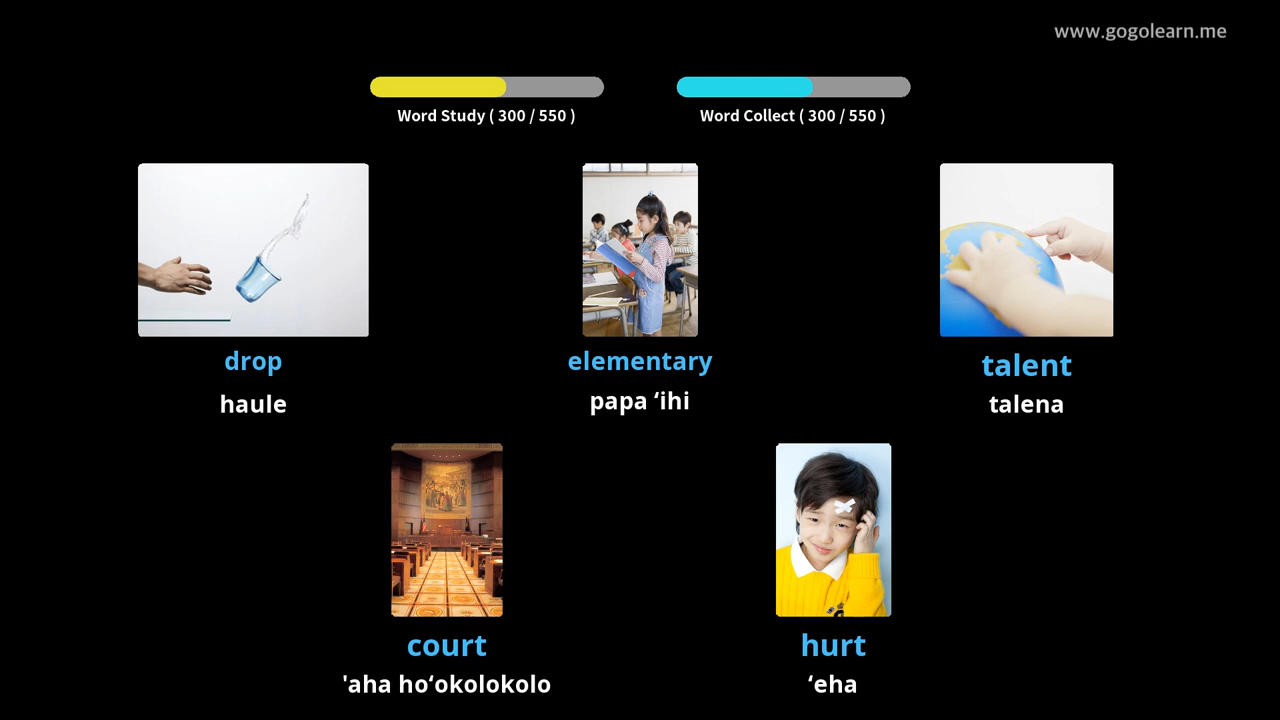 www.gogolearn.me
Word Study ( 300 / 550 )
Word Collect ( 300 / 550 )
drop
haule
elementary
papa ʻihi
talent
talena
court
'aha hoʻokolokolo
hurt
ʻeha